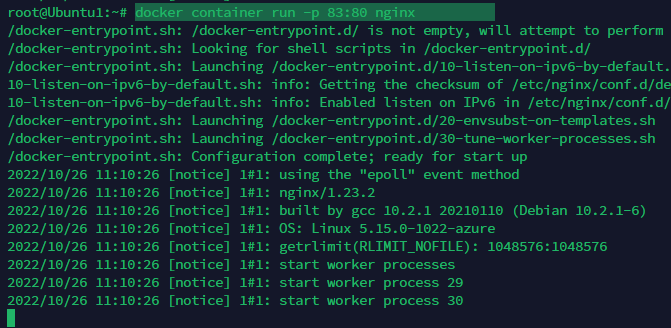 root@Ubuntu1:~# docker container run -p 83:80 nginx
/docker-entrypoint.sh: /docker-entrypoint.d/ is not empty, will attempt to perform
/docker-entrypoint.sh: Looking for shell scripts in /docker-entrypoint.d/
/docker-entrypoint.sh: Launching /docker-entrypoint.d/10-listen-on-ipv6-by-default.
10-listen-on-ipv6-by-default.sh: info: Getting the checksum of /etc/nginx/conf.d/de
10-listen-on-ipv6-by-default.sh: info: Enabled listen on IPv6 in /etc/nginx/conf.d/
/docker-entrypoint.sh: Launching /docker-entrypoint.d/20-envsubst-on-templates.sh
/docker-entrypoint.sh: Launching /docker-entrypoint.d/30-tune-worker-processes.sh
/docker-entrypoint.sh: Configuration complete; ready for start up
2022/10/26 11:10:26 [notice] 1#1: using the "epoll" event method
2022/10/26 11:10:26 [notice] 1#1: nginx/1.23.2
2022/10/26 11:10:26 [notice] 1#1: built by gcc 10.2.1 20210110 (Debian 10.2.1-6)
2022/10/26 11:10:26 [notice] 1#1: OS: Linux 5.15.0-1022-azure
2022/10/26 11:10:26 [notice] 1#1: getrlimit(RLIMIT_NOFILE): 1048576:1048576
2022/10/26 11:10:26 [notice] 1#1: start worker processes
2022/10/26 11:10:26 [notice] 1#1: start worker process 29
2022/10/26 11:10:26 [notice] 1#1: start worker process 30